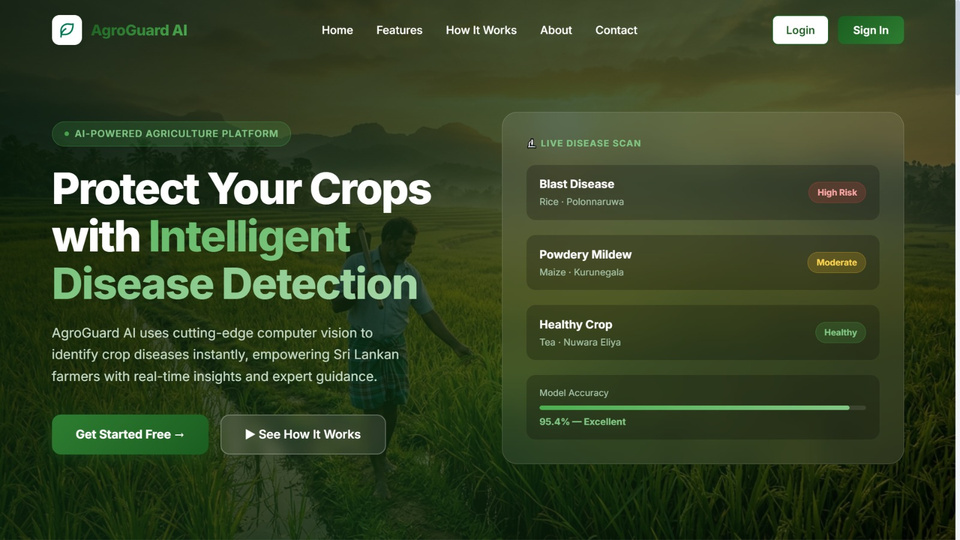 AgroGuard AI
Home
Features
How It Works
About
Contact
Login
Sign In
AI-POWERED AGRICULTURE PLATFORM
Protect Your Crops
with Intelligent
Disease Detection
AgroGuard AI uses cutting-edge computer vision to
identify crop diseases instantly, empowering Sri Lankan
farmers with real-time insights and expert guidance.
Get Started Free →
▶ See How It Works
LIVE DISEASE SCAN
Blast Disease
Rice · Polonnaruwa
High Risk
Powdery Mildew
Maize · Kurunegala
Moderate
Healthy Crop
Tea · Nuwara Eliya
Healthy
Model Accuracy
95.4% — Excellent